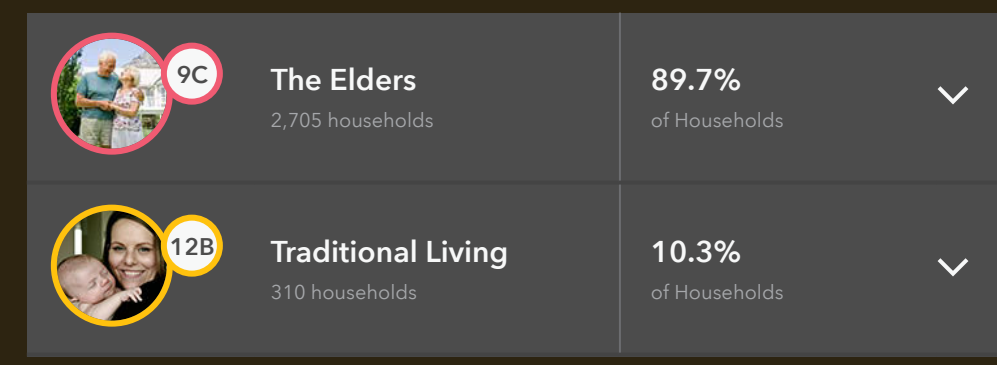 9C
The Elders
2,705 households
89.7%
of Households
12B
Traditional Living
310 households
10.3%
of Households